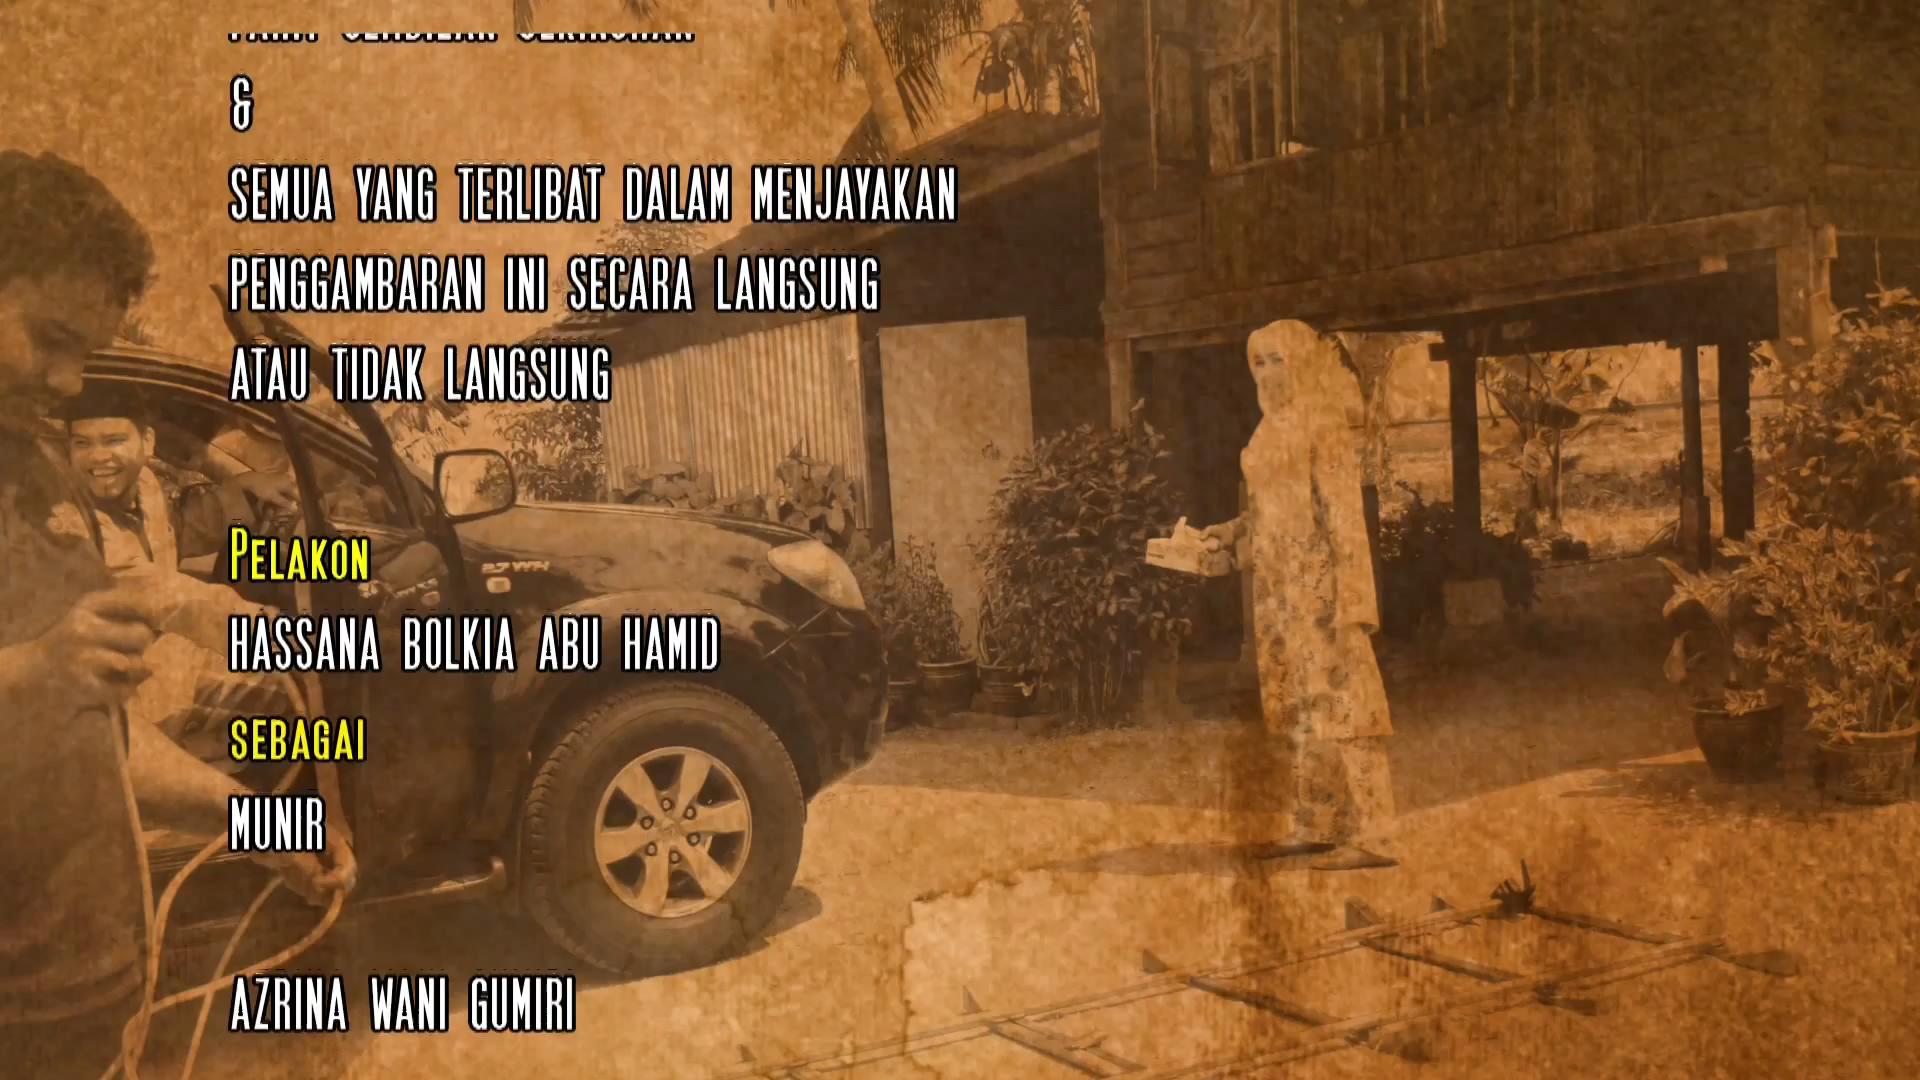 &
SEMUA YANG TERLIBAT DALAM MENJAYAKAN
PENGGAMBARAN INI SECARA LANGSUNG
ATAU TIDAK LANGSUNG
PELAKON
HASSANA BOLKIA ABU HAMID
SEBAGAI
MUNIR
AZRINA WANI GUMIRI